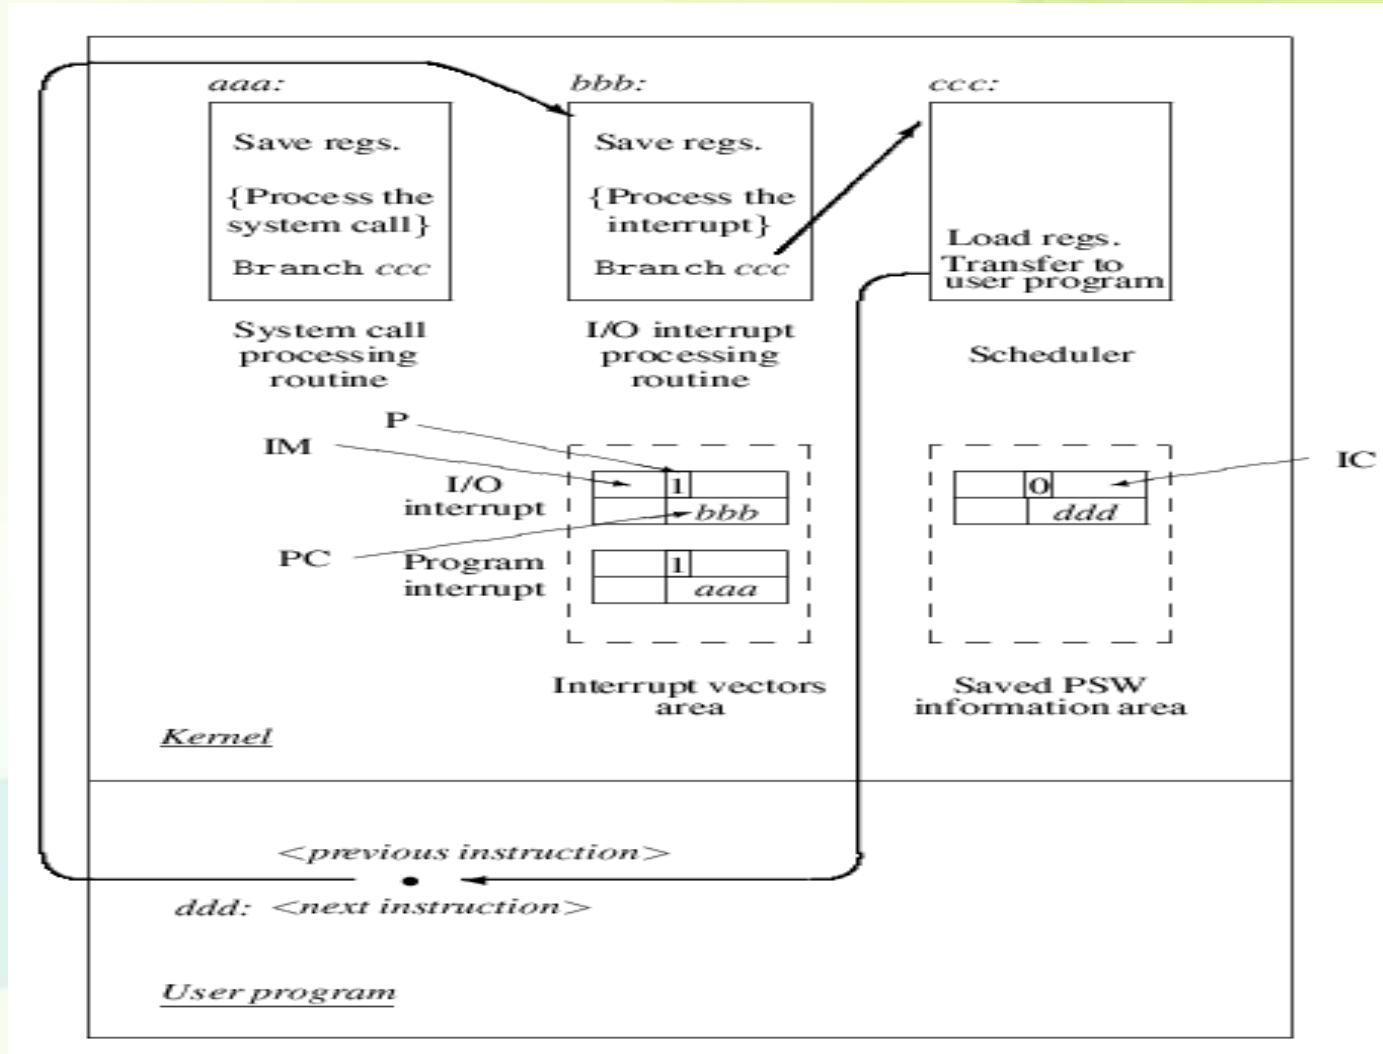 aaa:
Save regs.
{Process the
system call}
Branch ccc
System call
processing
routine
bbb:
Save regs.
{Process the
interrupt}
Branch ccc
I/O interrupt
processing
routine
ccc:
Load regs.
Transfer to
user program
Scheduler
P
IM
I/O
interrupt
1
bbb
PC
Program
interrupt
1
aaa
Interrupt vectors
area
IC
0
ddd
Saved PSW
information area
Kernel
<previous instruction>
ddd: <next instruction>
User program